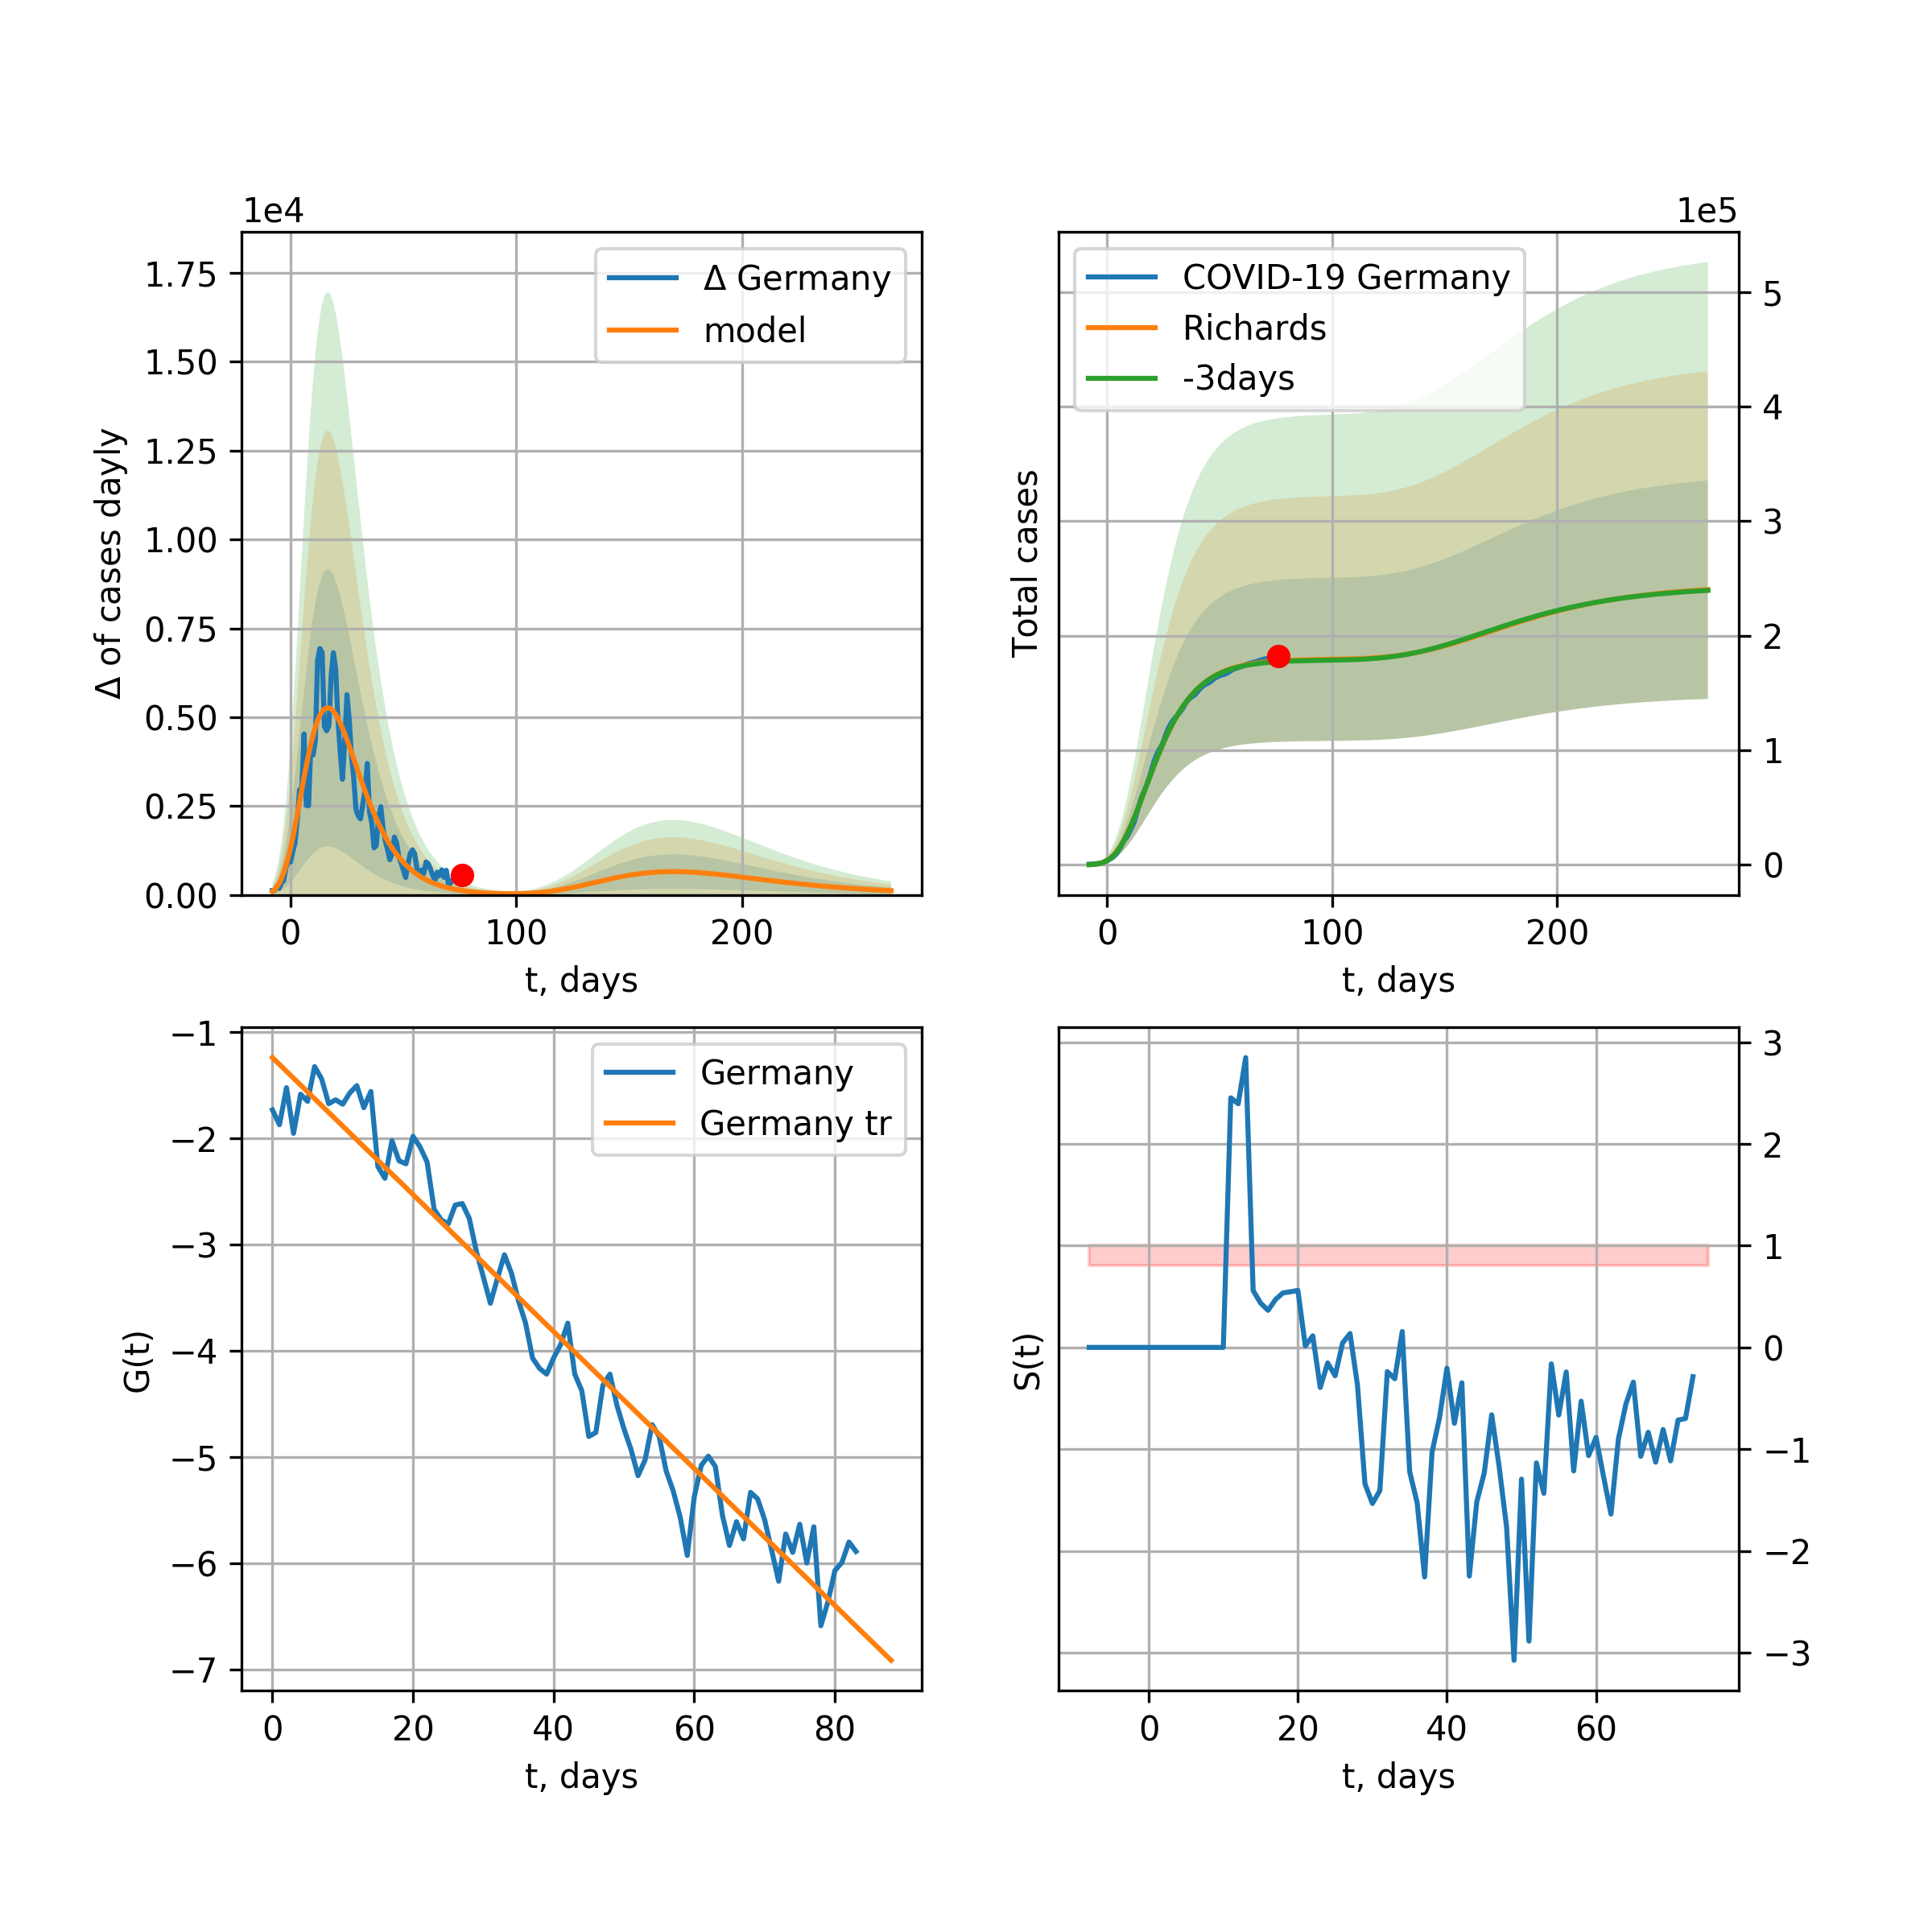 1e4
Δ of cases dayly
1.75
1.50
1.25
1.00
0.75
0.50
0.25
0.00
0
100
200
t, days
Δ Germany
model
1e5
Total cases
5
4
3
2
1
0
0
100
200
t, days
COVID-19 Germany
Richards
-3days
G(t)
−1
−2
−3
−4
−5
−6
−7
0
20
40
60
80
t, days
Germany
Germany tr
S(t)
3
2
1
0
−1
−2
−3
0
20
40
60
t, days